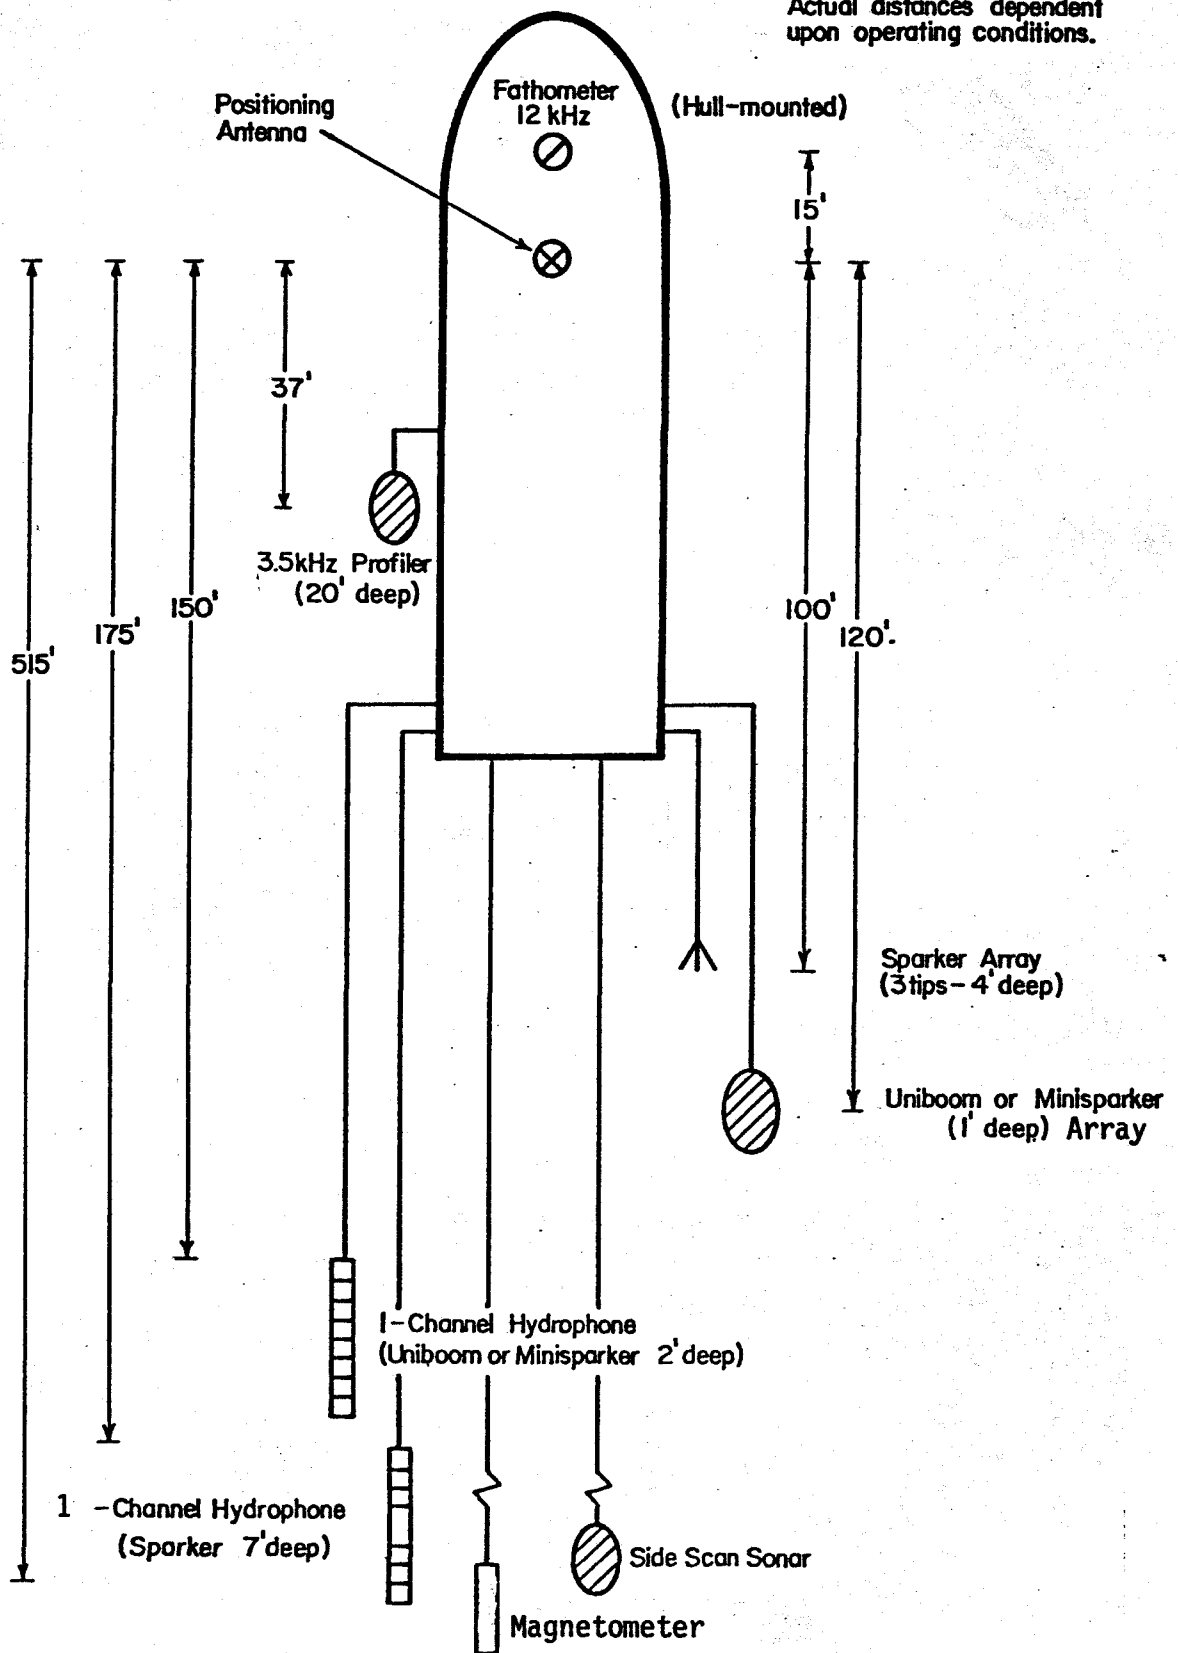 Actual distances dependent
upon operating conditions.
Fathometer
12 kHz
(Hull-mounted)
Positioning
Antenna
15'
37'
3.5kHz Profiler
(20' deep)
150'
175'
515'
100'
120'
Sparker Array
(3 tips - 4' deep)
Uniboom or Minisparker
(1' deep) Array
1-Channel Hydrophone
(Uniboom or Minisparker 2' deep)
1 -Channel Hydrophone
(Sparker 7' deep)
Side Scan Sonar
Magnetometer